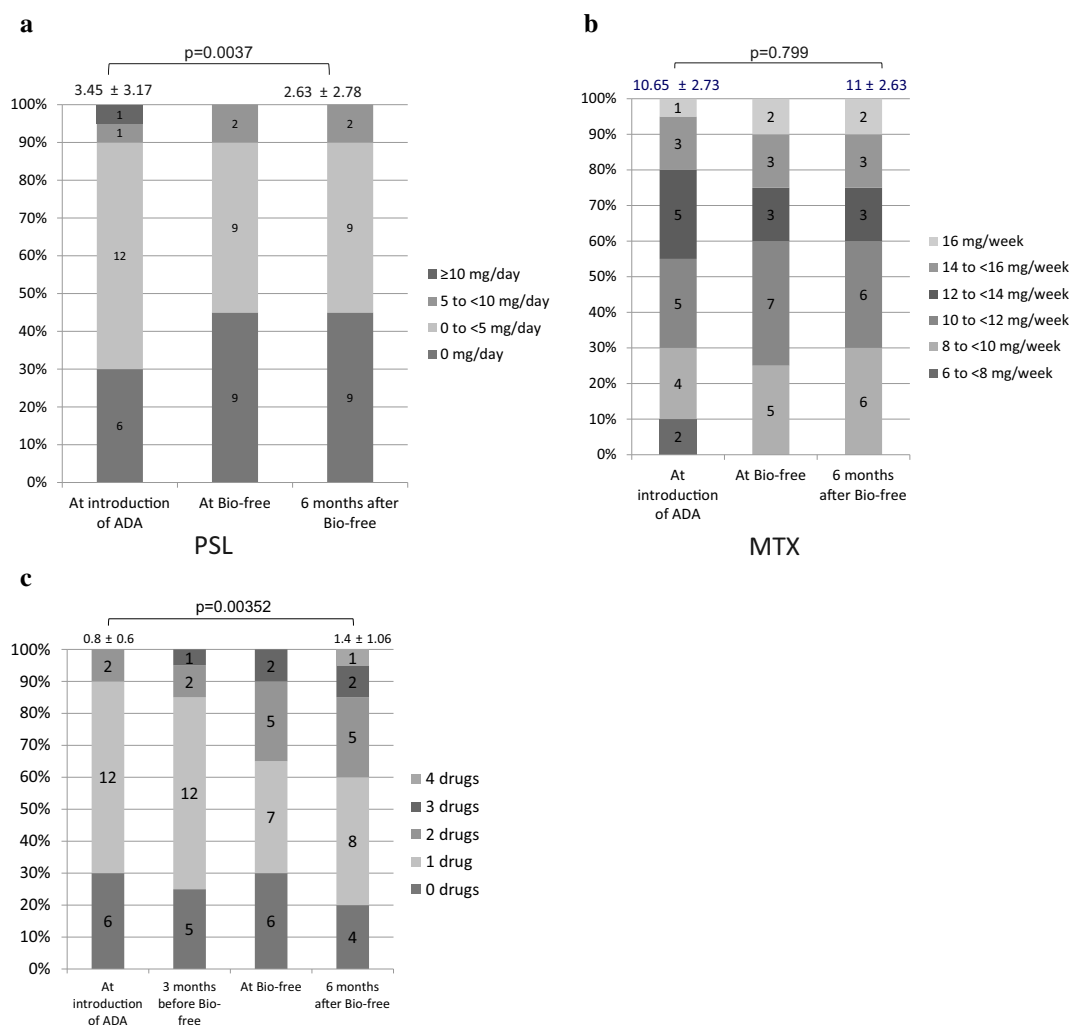 a
p=0.0037
3.45 ± 3.17
2.63 ± 2.78
100%
90%
80%
70%
60%
50%
40%
30%
20%
10%
0%
1
1
12
6
2
9
9
2
9
9
At introduction
of ADA
At Bio-free
6 months after
Bio-free
≥10 mg/day
5 to <10 mg/day
0 to <5 mg/day
0 mg/day
PSL
b
p=0.799
10.65 ± 2.73
11 ± 2.63
100%
90%
80%
70%
60%
50%
40%
30%
20%
10%
0%
1
3
5
5
4
2
2
3
3
7
5
2
3
3
6
6
At
introduction
of ADA
At Bio-free
6 months
after Bio-free
16 mg/week
14 to <16 mg/week
12 to <14 mg/week
10 to <12 mg/week
8 to <10 mg/week
6 to <8 mg/week
MTX
c
p=0.00352
0.8 ± 0.6
1.4 ± 1.06
100%
90%
80%
70%
60%
50%
40%
30%
20%
10%
0%
2
12
6
1
2
12
5
2
5
7
6
1
2
5
8
4
At
introduction
of ADA
3 months
before Bio-
free
At Bio-free
6 months
after Bio-free
4 drugs
3 drugs
2 drugs
1 drug
0 drugs